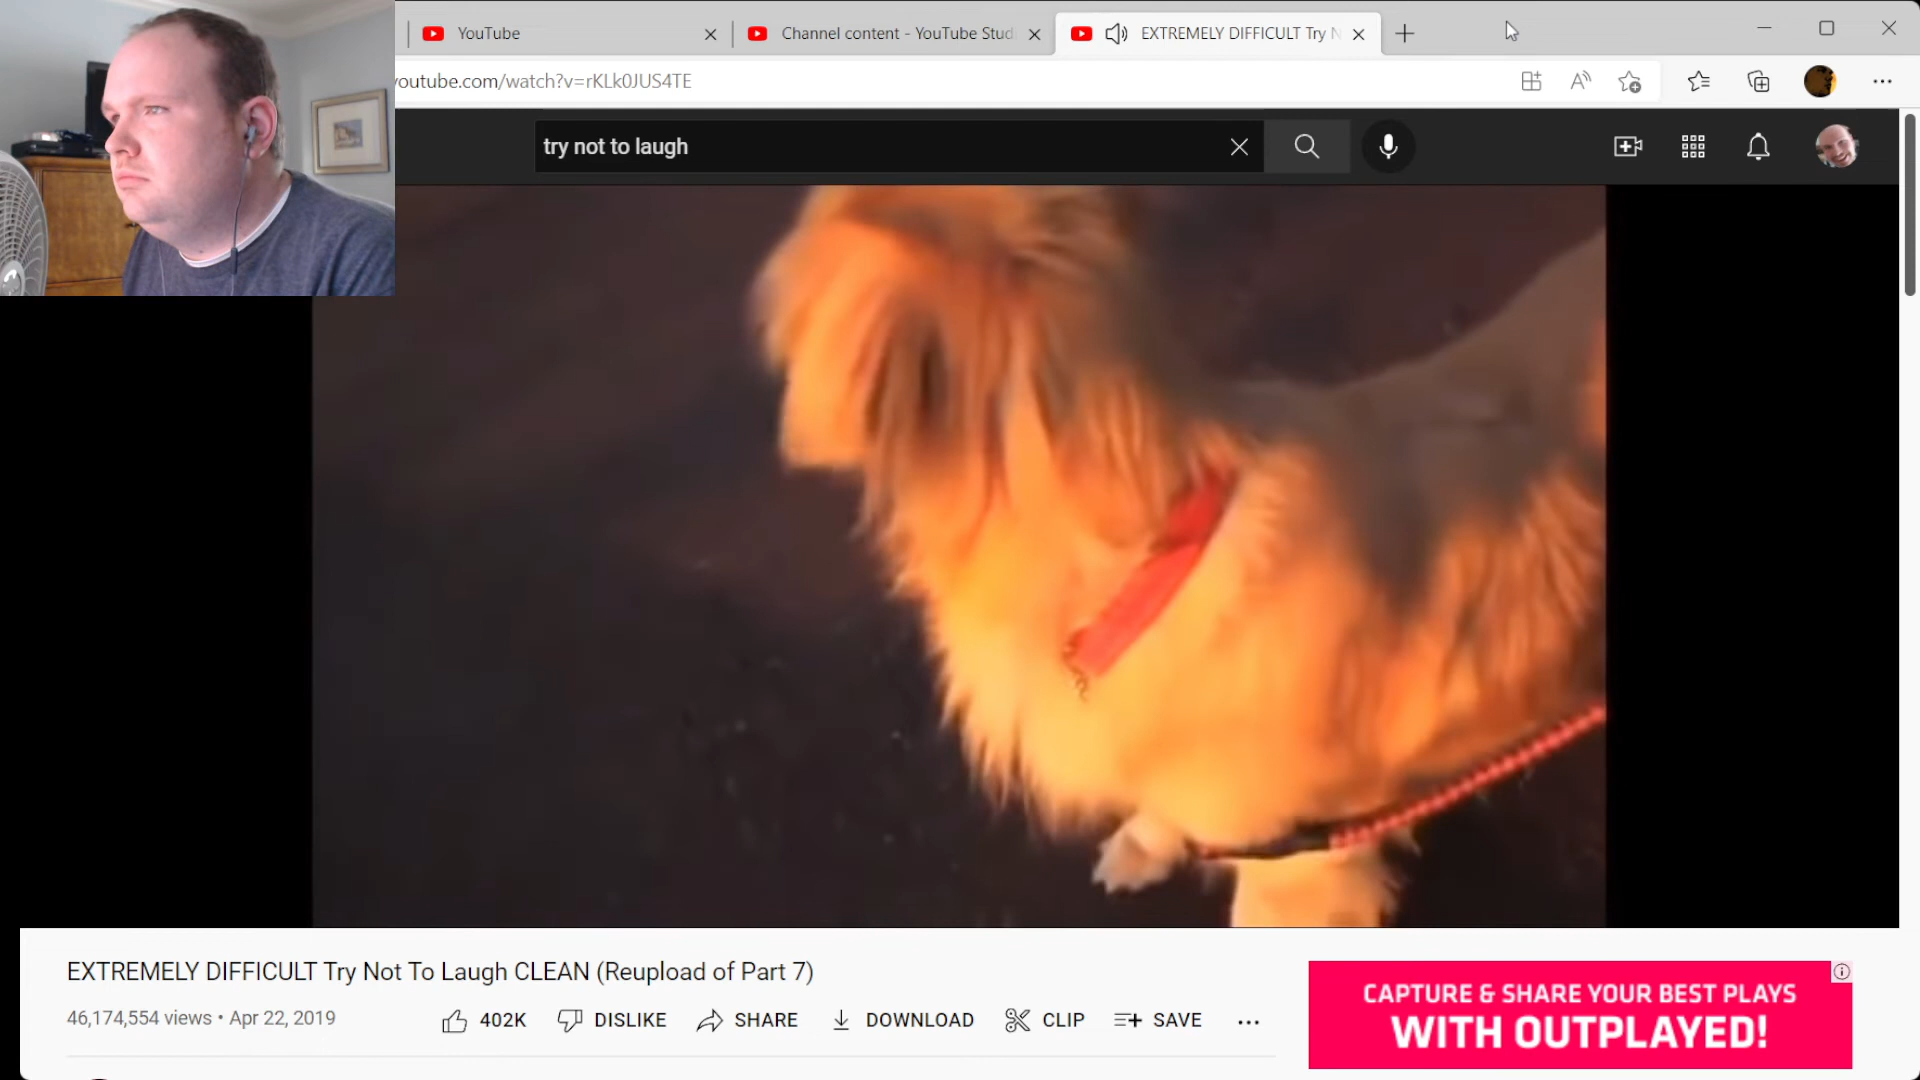 YouTube
Channel content - YouTube Stud
EXTREMELY DIFFICULT Try N
youtube.com/watch?v=rKLk0JUS4TE
try not to laugh
EXTREMELY DIFFICULT Try Not To Laugh CLEAN (Reupload of Part 7)
46,174,554 views • Apr 22, 2019
402K
DISLIKE
SHARE
DOWNLOAD
CLIP
SAVE
CAPTURE & SHARE YOUR BEST PLAYS
WITH OUTPLAYED!